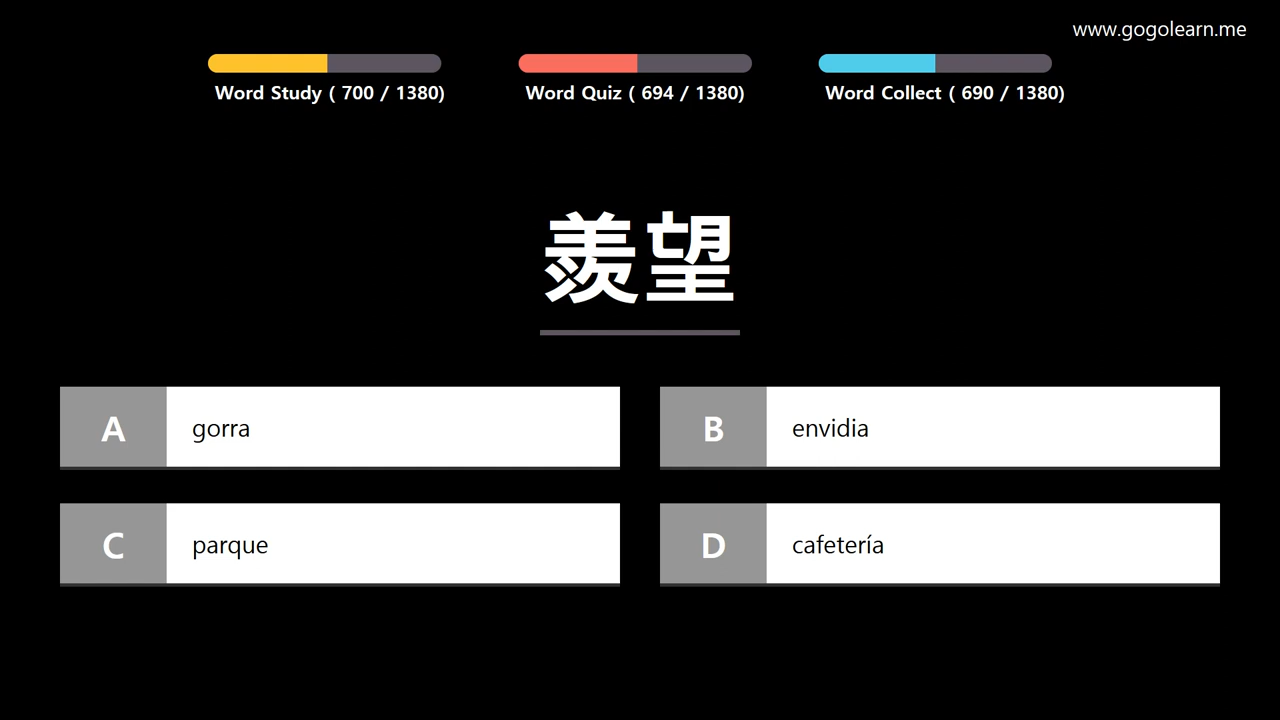 www.gogolearn.me
Word Study ( 700 / 1380)
Word Quiz ( 694 / 1380)
Word Collect ( 690 / 1380)
羨望
A gorra
B envidia
C parque
D cafetería